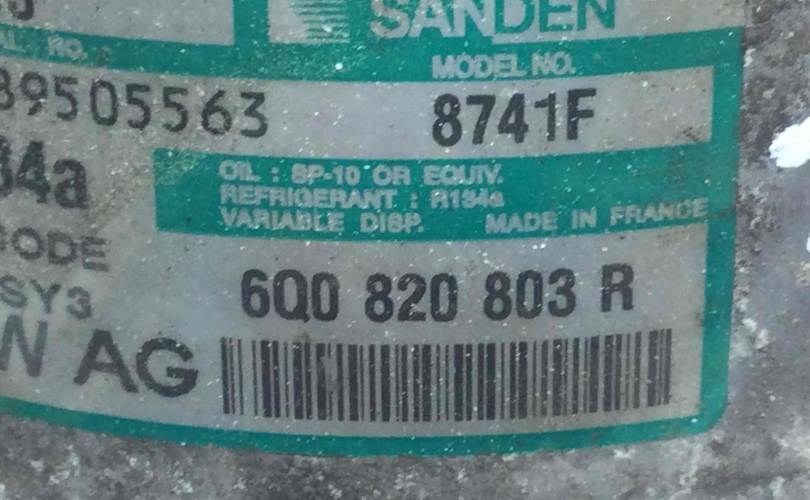 SANDEN
MODEL NO.
39505563
8741F
34a
OIL : SP-10 OR EQUIV.
REFRIGERANT : R134a
VARIABLE DISP. MADE IN FRANCE
CODE
SY3
6Q0 820 803 R
AG